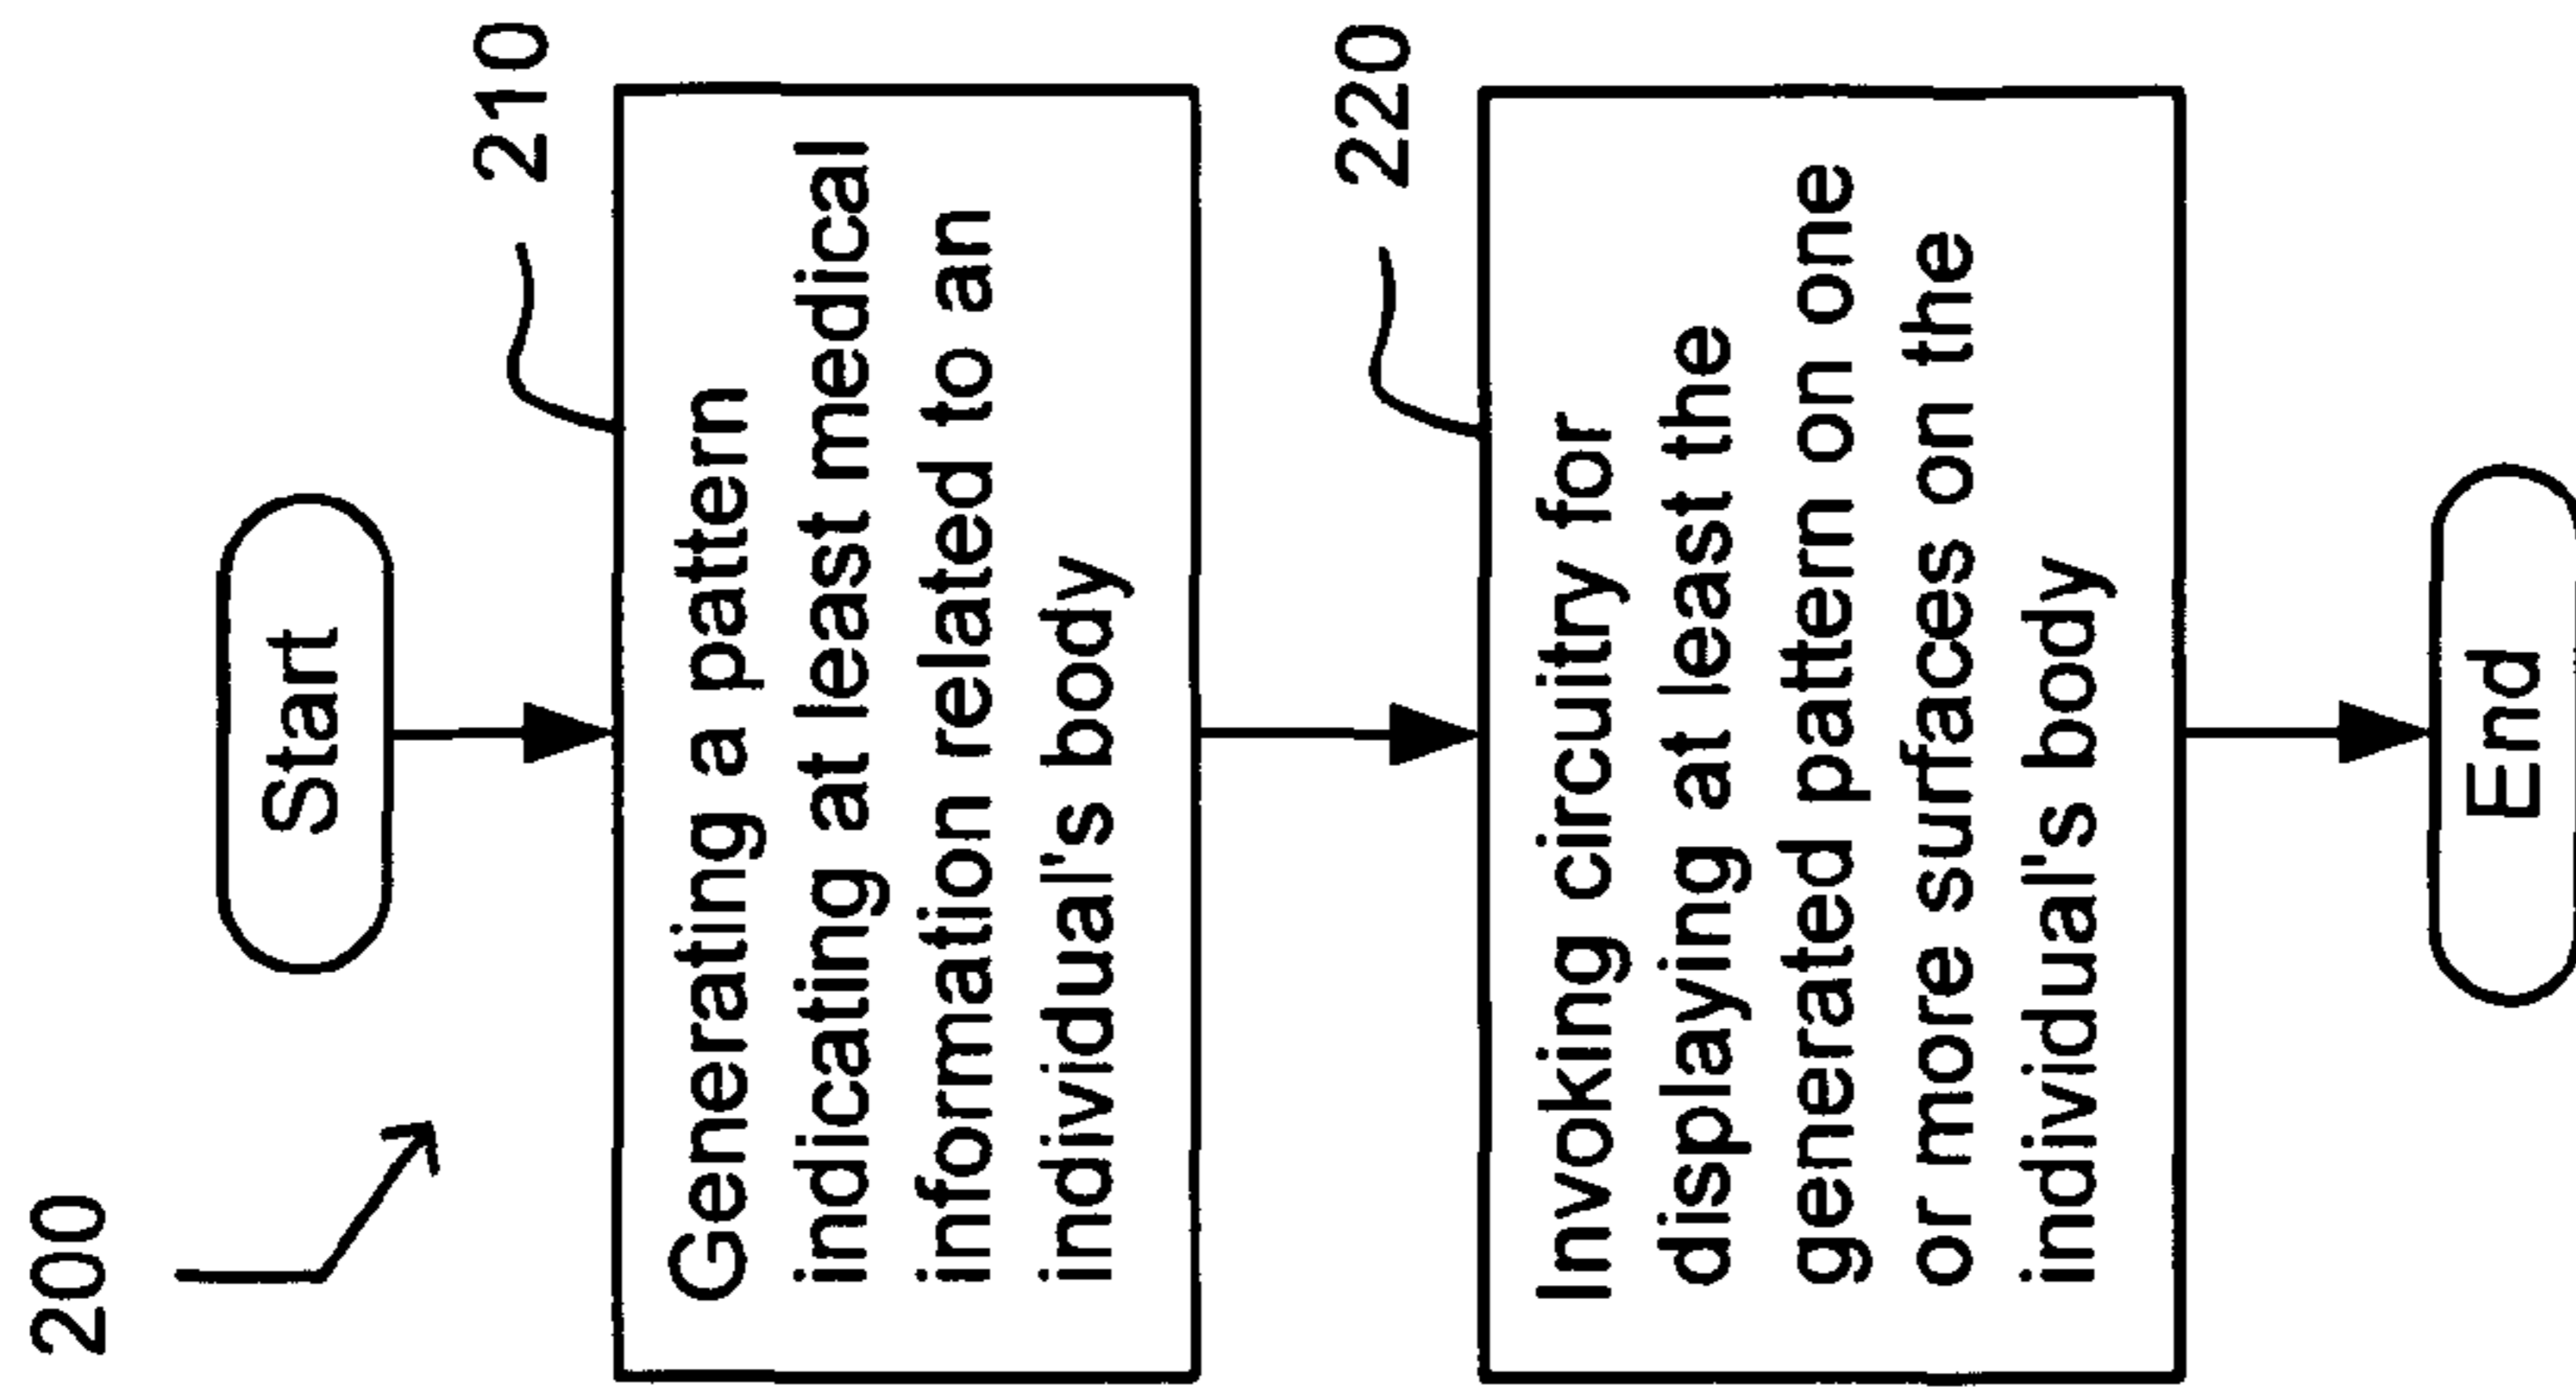 200
Start
210
Generating a pattern
indicating at least medical
information related to an
individual's body
220
Invoking circuitry for
displaying at least the
generated pattern on one
or more surfaces on the
individual's body
End